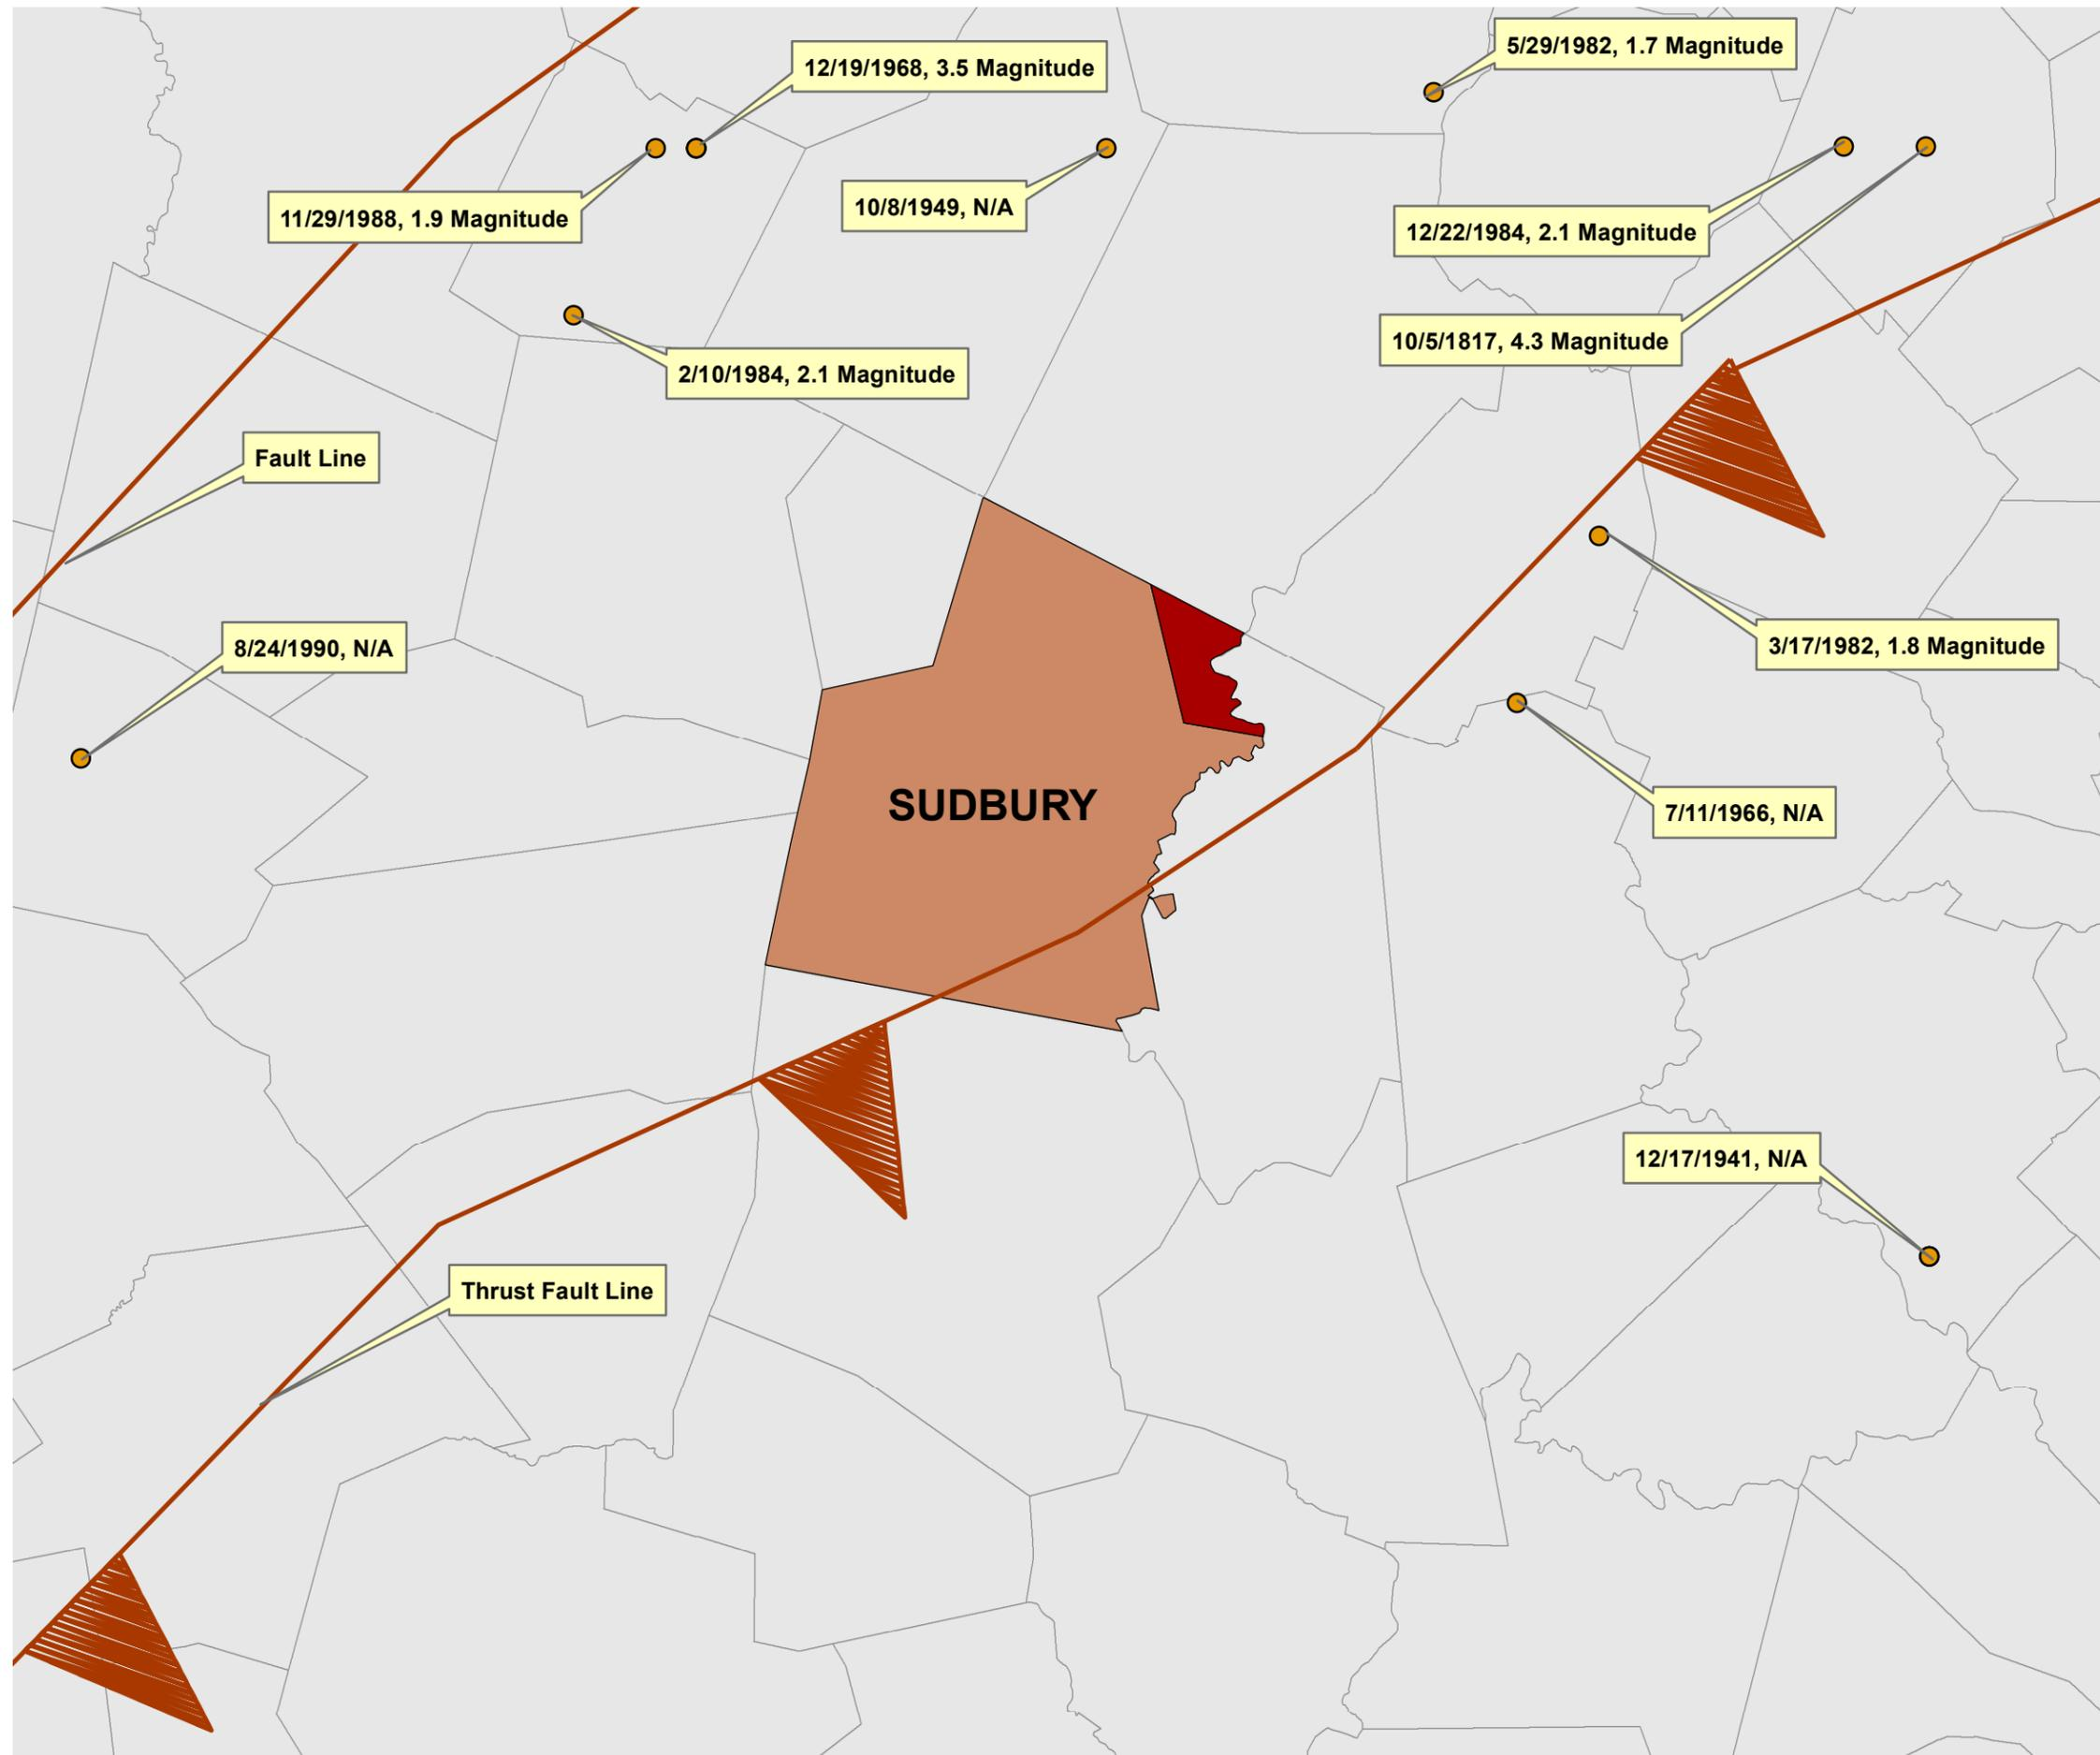 5/29/1982, 1.7 Magnitude
12/19/1968, 3.5 Magnitude
11/29/1988, 1.9 Magnitude
10/8/1949, N/A
12/22/1984, 2.1 Magnitude
10/5/1817, 4.3 Magnitude
2/10/1984, 2.1 Magnitude
Fault Line
8/24/1990, N/A
3/17/1982, 1.8 Magnitude
SUDBURY
7/11/1966, N/A
12/17/1941, N/A
Thrust Fault Line